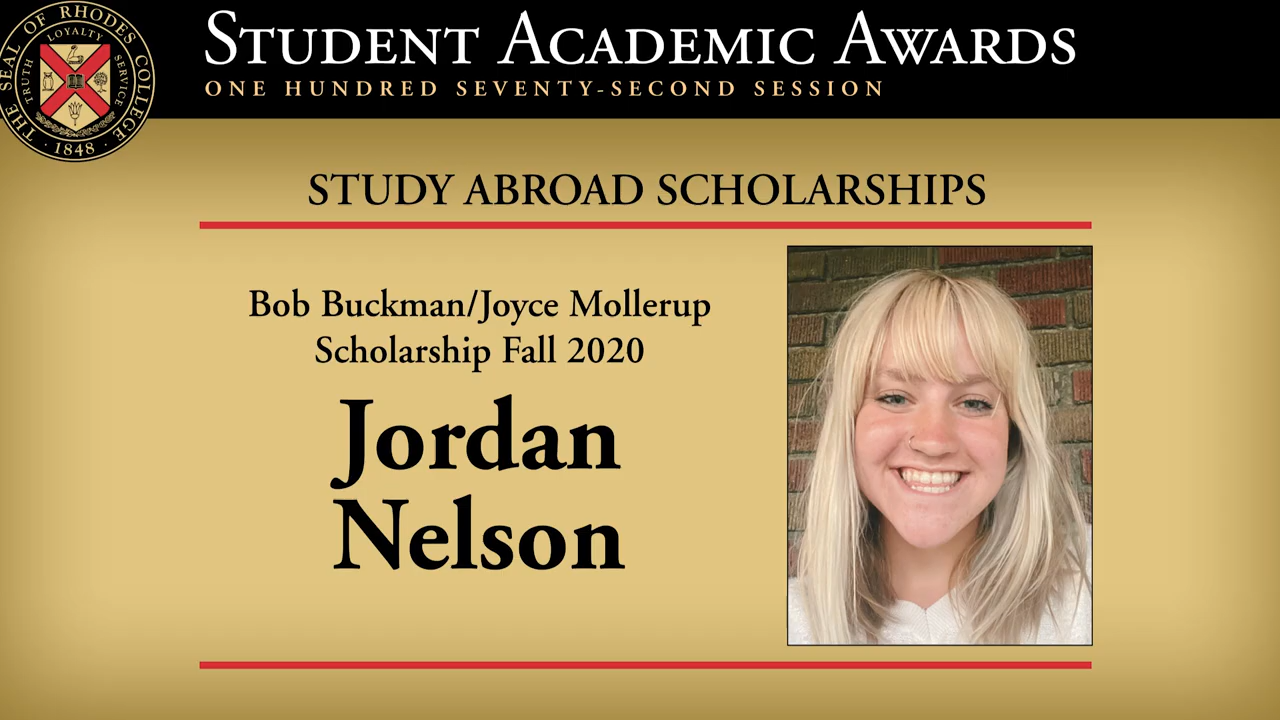 THE SEAL OF RHODES COLLEGE
· 1848 ·
LOYALTY
TRUTH
SERVICE
STUDENT ACADEMIC AWARDS
ONE HUNDRED SEVENTY-SECOND SESSION
STUDY ABROAD SCHOLARSHIPS
Bob Buckman/Joyce Mollerup
Scholarship Fall 2020
Jordan
Nelson